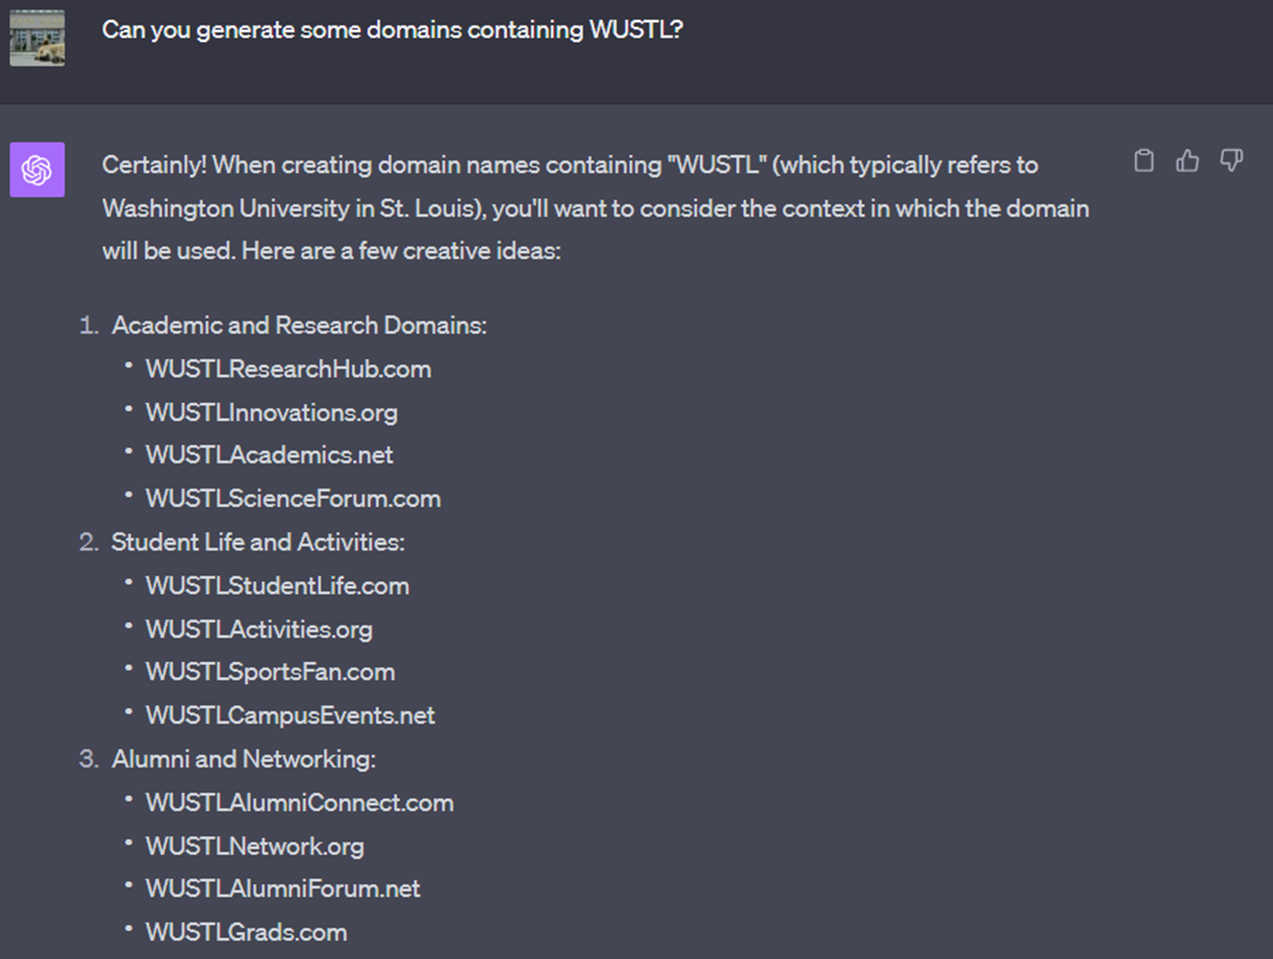 Can you generate some domains containing WUSTL?
Certainly! When creating domain names containing "WUSTL" (which typically refers to
Washington University in St. Louis), you'll want to consider the context in which the domain
will be used. Here are a few creative ideas:
1. Academic and Research Domains:
• WUSTLResearchHub.com
• WUSTLInnovations.org
• WUSTLAcademics.net
• WUSTLScienceForum.com
2. Student Life and Activities:
• WUSTLStudentLife.com
• WUSTLActivities.org
• WUSTLSportsFan.com
• WUSTLCampusEvents.net
3. Alumni and Networking:
• WUSTLAlumniConnect.com
• WUSTLNetwork.org
• WUSTLAlumniForum.net
• WUSTLGrads.com